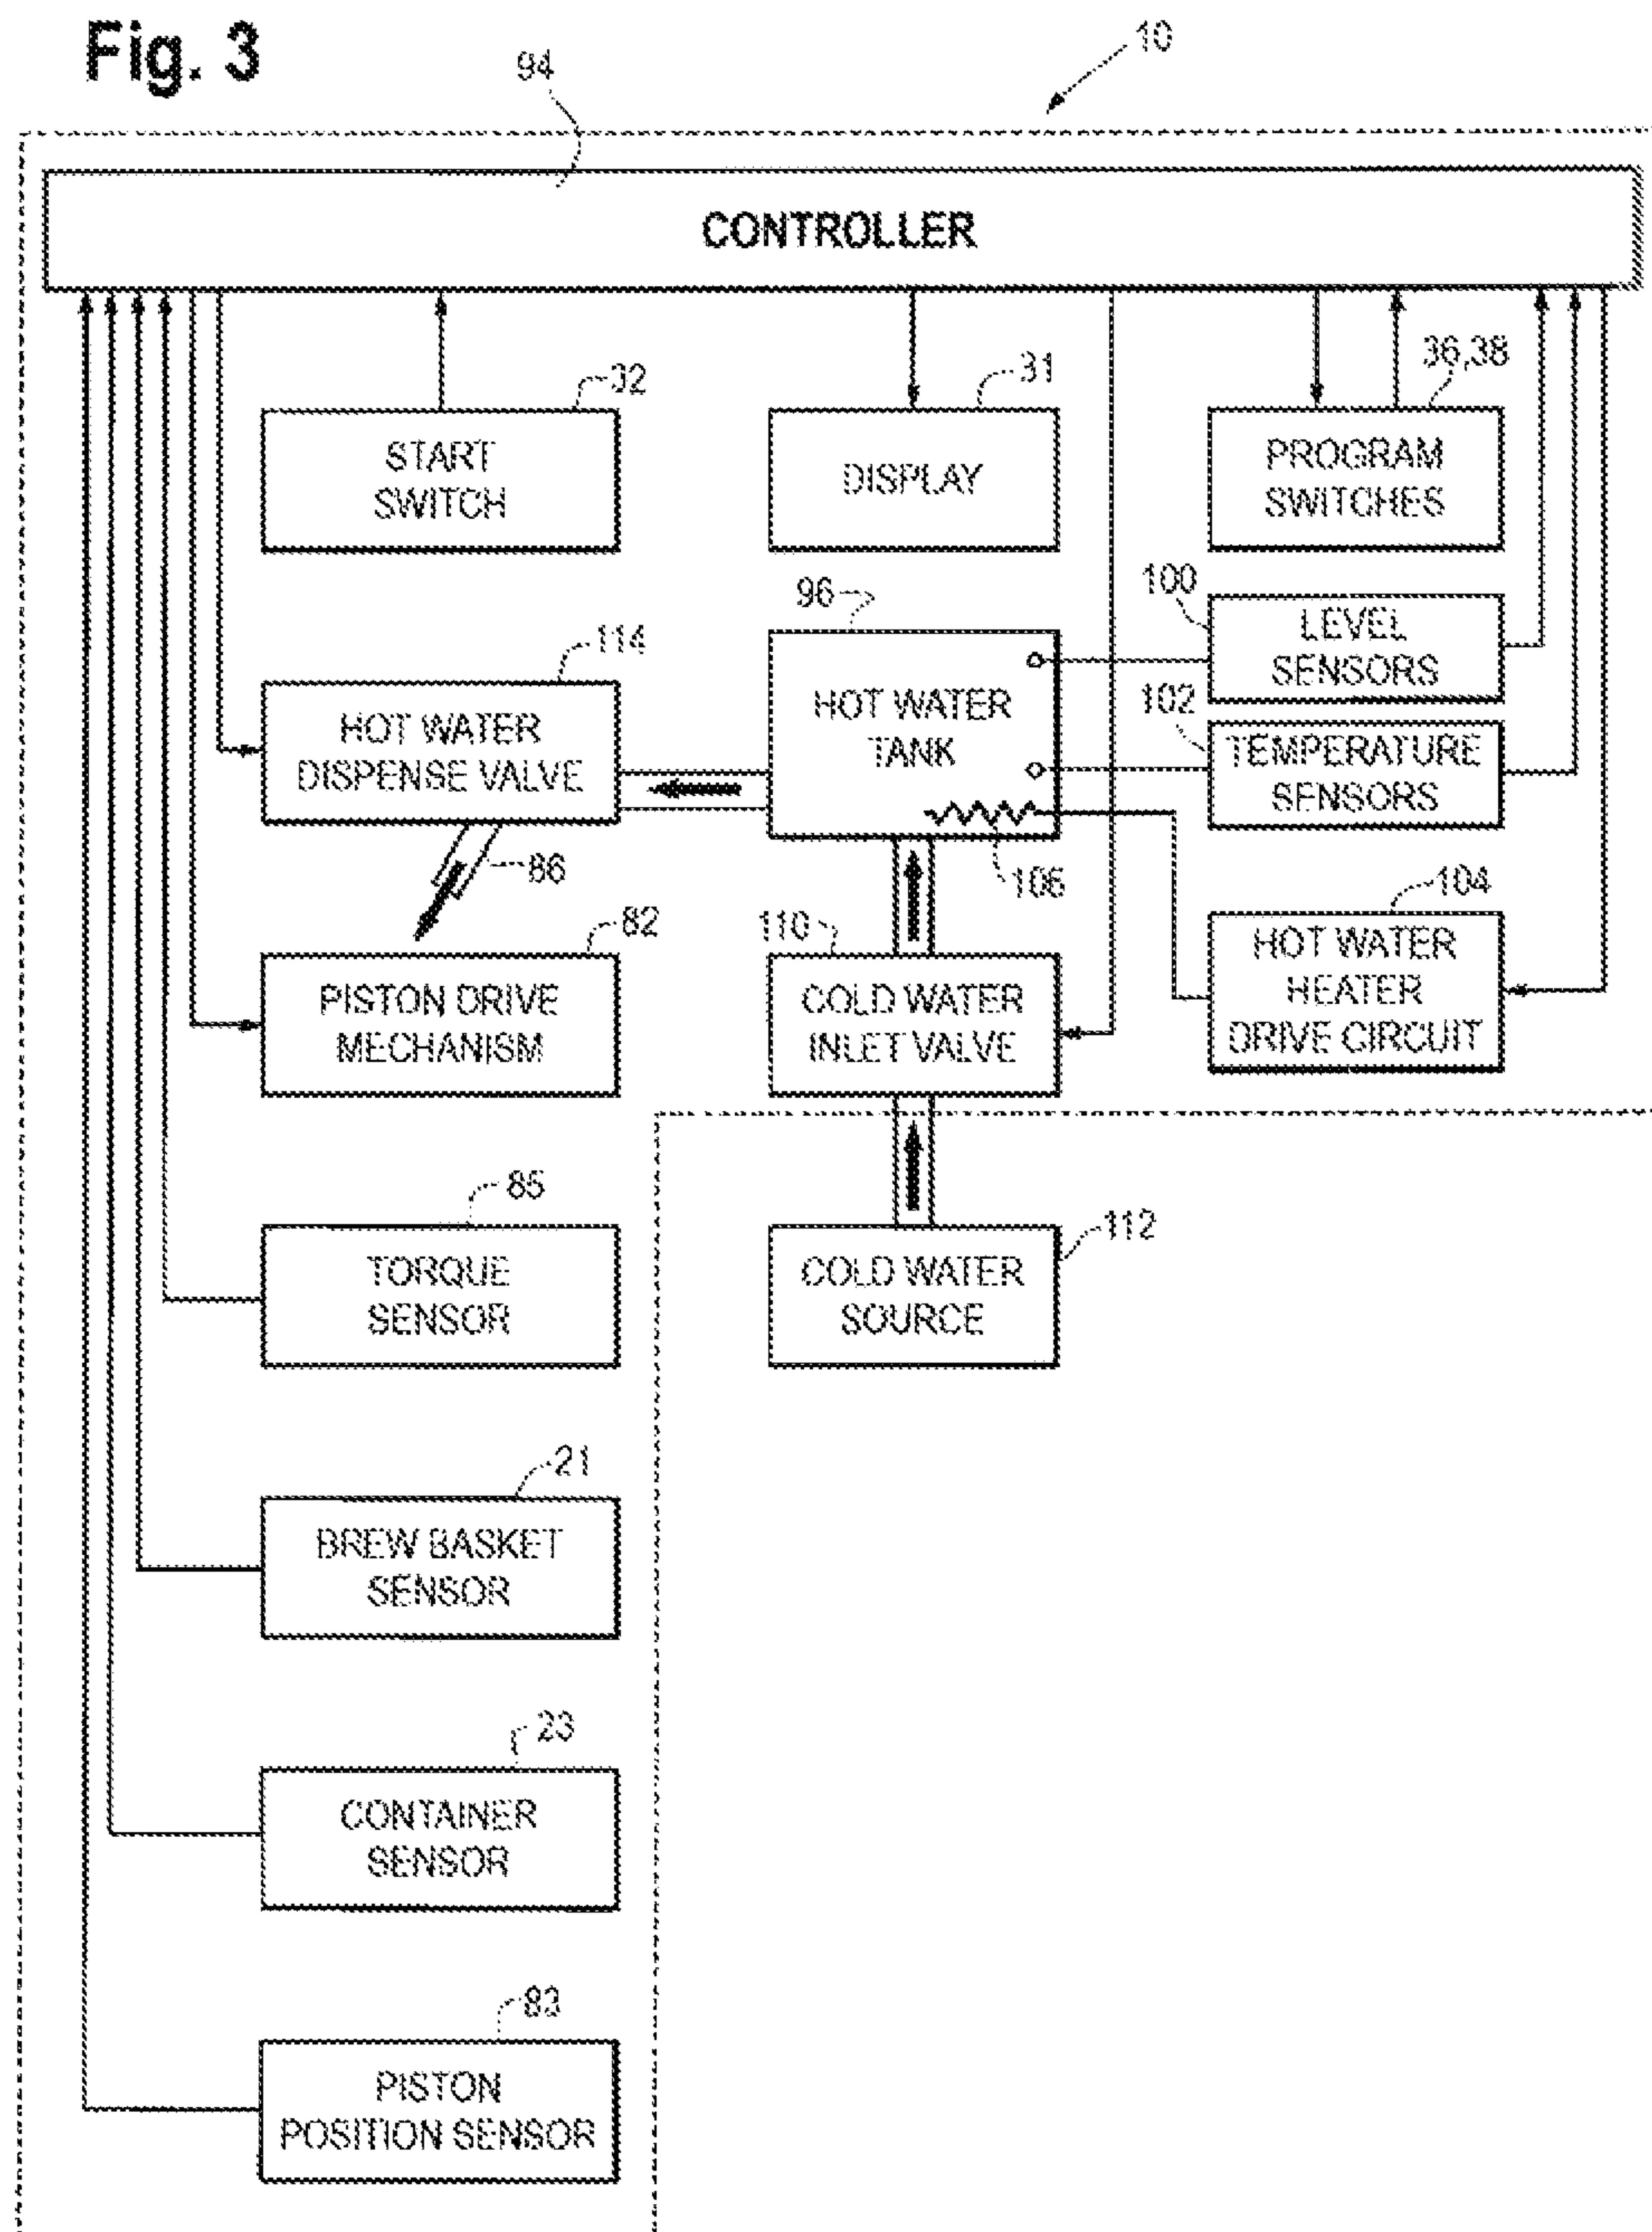 Fig. 3
10
94
CONTROLLER
32
START
SWITCH
31
DISPLAY
36,38
PROGRAM
SWITCHES
96
HOT WATER
TANK
100
LEVEL
SENSORS
102
TEMPERATURE
SENSORS
114
HOT WATER
DISPENSE VALVE
86
106
104
HOT WATER
HEATER
DRIVE CIRCUIT
82
PISTON DRIVE
MECHANISM
110
COLD WATER
INLET VALVE
85
TORQUE
SENSOR
112
COLD WATER
SOURCE
21
BREW BASKET
SENSOR
23
CONTAINER
SENSOR
83
PISTON
POSITION SENSOR